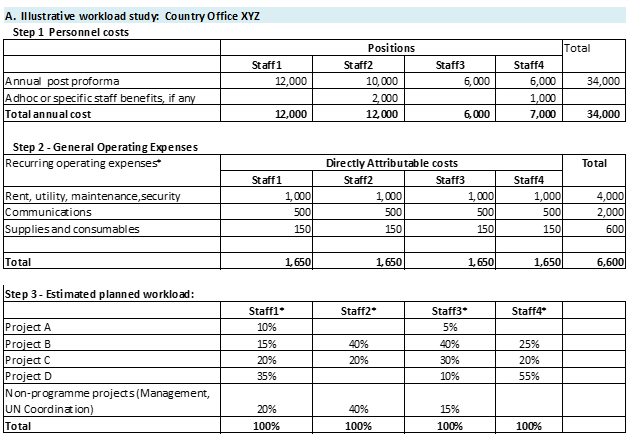 A. Illustrative workload study: Country Office XYZ
Step 1 Personnel costs
Positions Total
Staff1 Staff2 Staff3 Staff4
Annual post proforma 12,000 10,000 6,000 6,000 34,000
Adhoc or specific staff benefits, if any 2,000 1,000
Total annual cost 12,000 12,000 6,000 7,000 34,000
Step 2 - General Operating Expenses
Recurring operating expenses* Directly Attributable costs Total
Staff1 Staff2 Staff3 Staff4
Rent, utility, maintenance,security 1,000 1,000 1,000 1,000 4,000
Communications 500 500 500 500 2,000
Supplies and consumables 150 150 150 150 600
Total 1,650 1,650 1,650 1,650 6,600
Step 3 - Estimated planned workload:
Staff1* Staff2* Staff3* Staff4*
Project A 10% 5%
Project B 15% 40% 40% 25%
Project C 20% 20% 30% 20%
Project D 35% 10% 55%
Non-programme projects (Management,
UN Coordination) 20% 40% 15%
Total 100% 100% 100% 100%